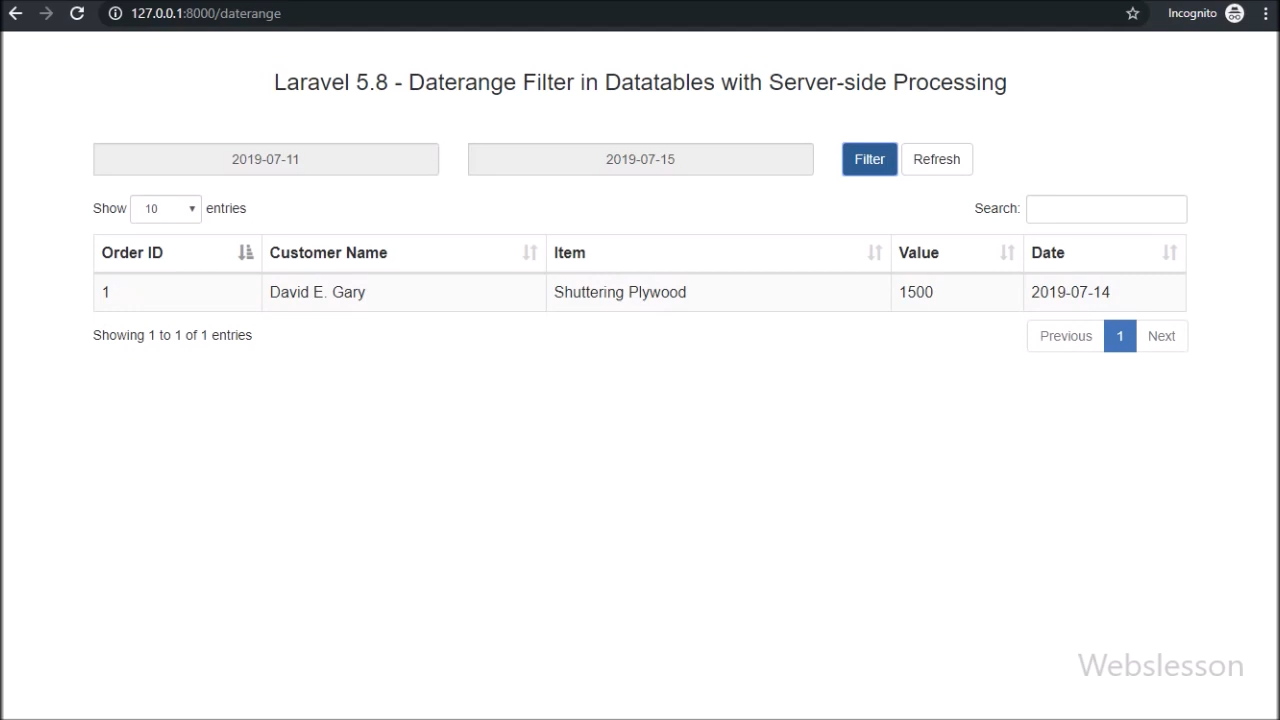 127.0.0.1:8000/daterange Incognito
Laravel 5.8 - Daterange Filter in Datatables with Server-side Processing
2019-07-11 2019-07-15 Filter Refresh
Show 10 entries Search:
Order ID Customer Name Item Value Date
1 David E. Gary Shuttering Plywood 1500 2019-07-14
Showing 1 to 1 of 1 entries Previous 1 Next
Webslesson